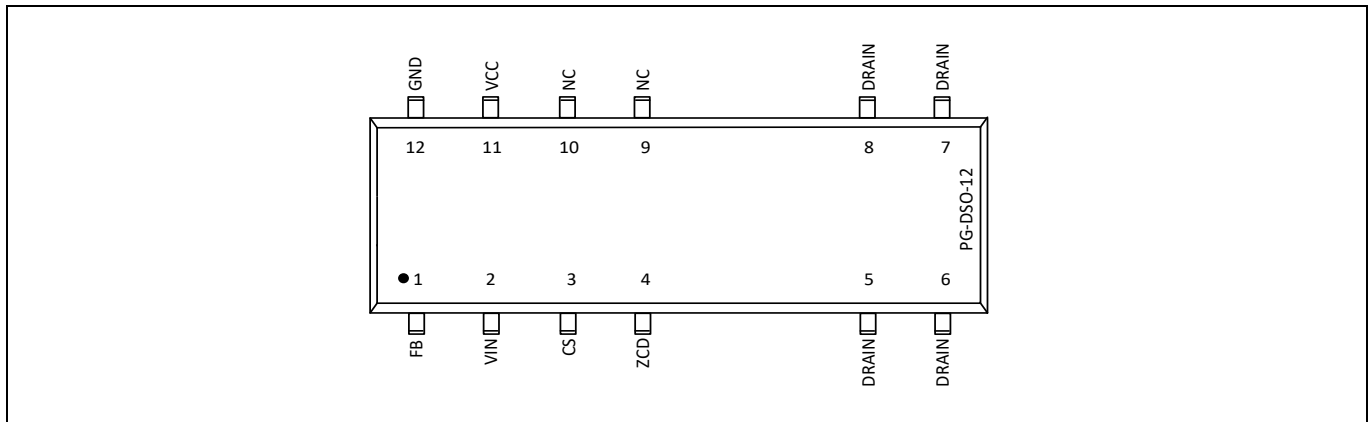 GND VCC NC NC DRAIN DRAIN
12 11 10 9 8 7
PG-DSO-12
1 2 3 4 5 6
FB VIN CS ZCD DRAIN DRAIN